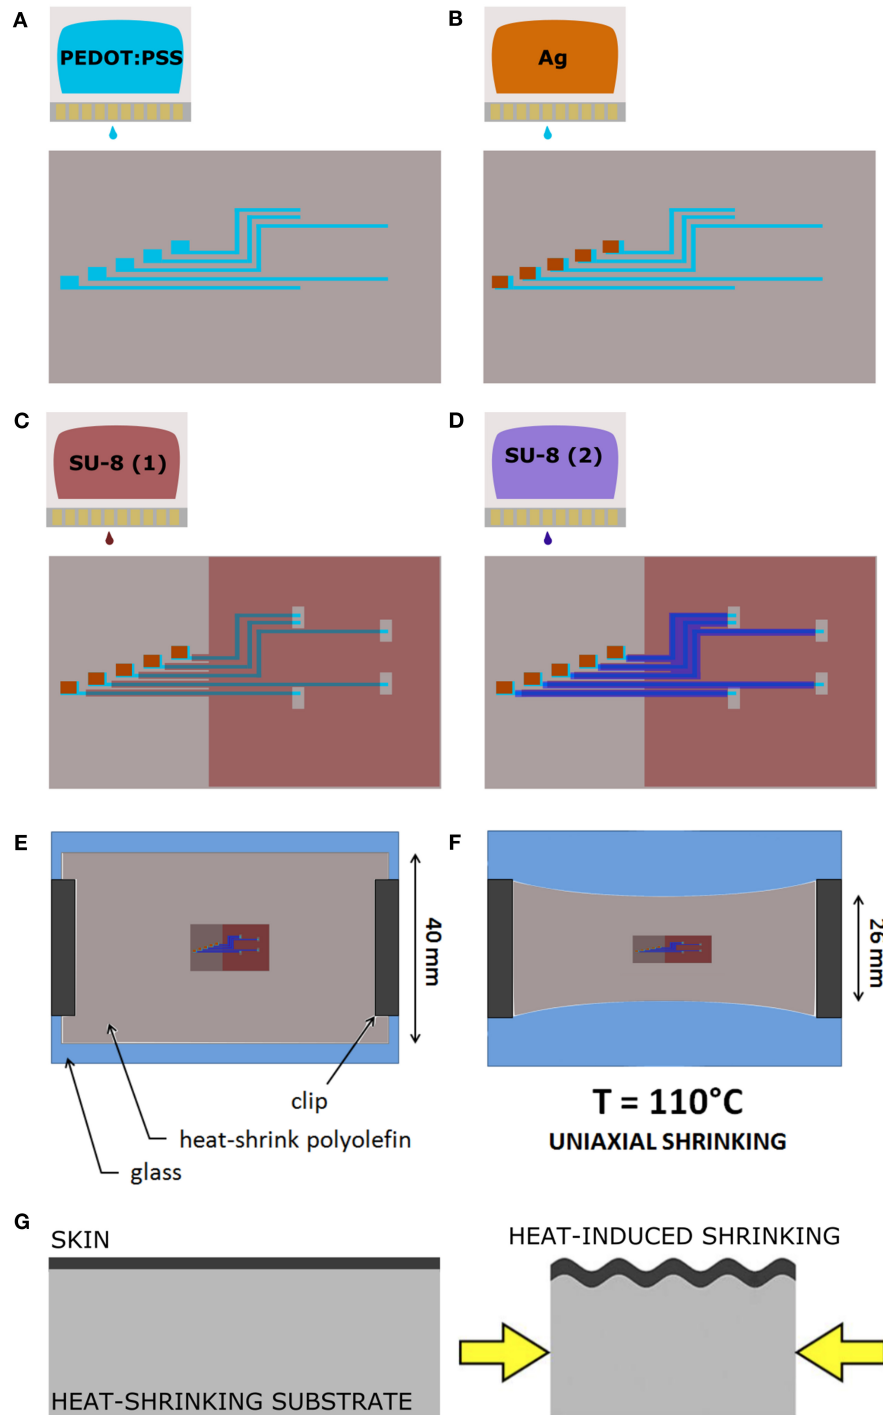 A
PEDOT:PSS
B
Ag
C
SU-8 (1)
D
SU-8 (2)
E
40 mm
clip
heat-shrink polyolefin
glass
F
26 mm
T = 110°C
UNIAXIAL SHRINKING
G
SKIN
HEAT-SHRINKING SUBSTRATE
HEAT-INDUCED SHRINKING